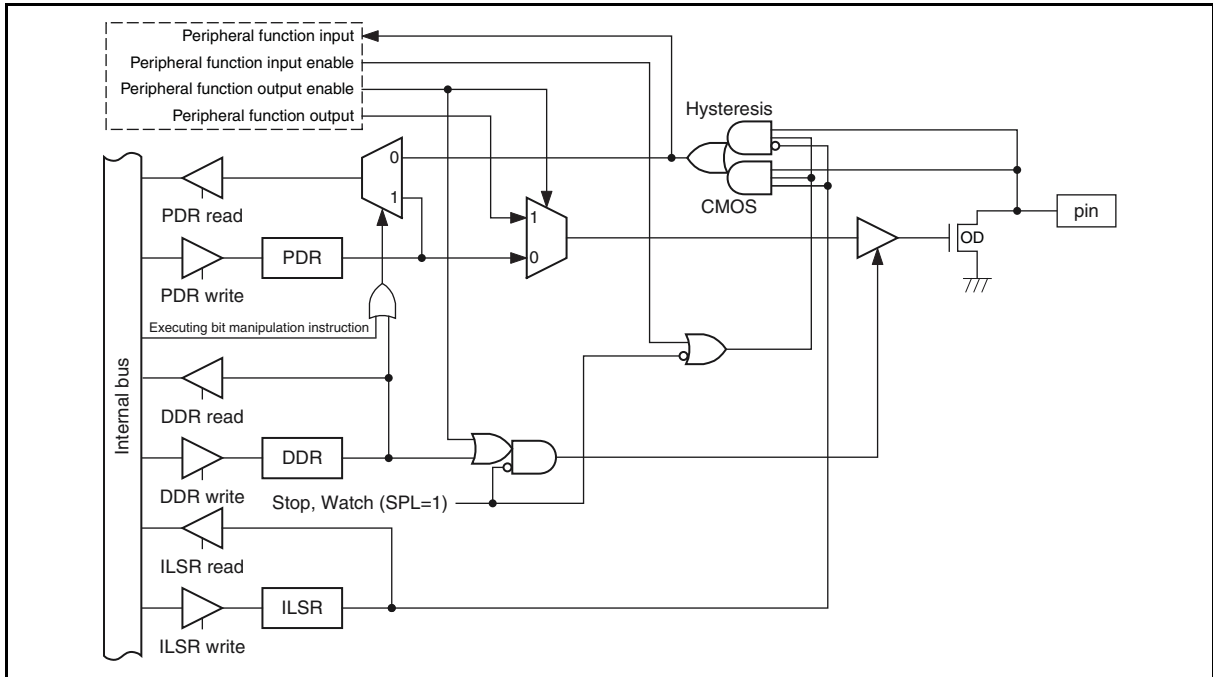 Peripheral function input
Peripheral function input enable
Peripheral function output enable
Peripheral function output
Hysteresis
0
1
CMOS
PDR read
1
pin
OD
0
PDR
PDR write
Executing bit manipulation instruction
Internal bus
DDR read
DDR
DDR write
Stop, Watch (SPL=1)
ILSR read
ILSR
ILSR write